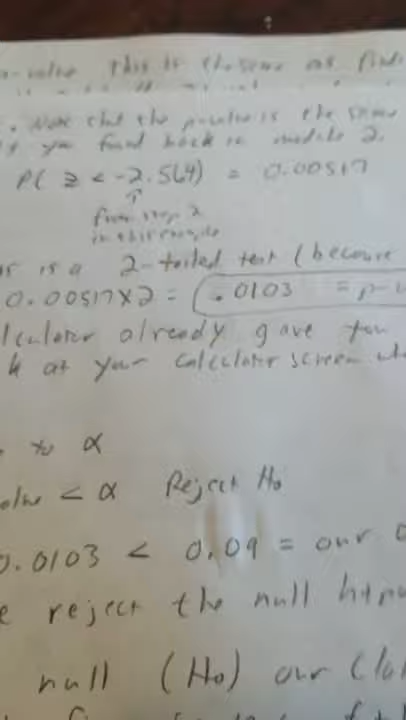 this is the same as
. Note that the p-value is the same
you found back in module 2.
P( Z < -2.564) = 0.00517
↑
from step 2
in this example
is a 2-tailed test (because
0.00517 x 2 = .0103 = p-v
lculator already gave you
k at your calculator screen
to α
alue < α Reject Ho
0.0103 < 0.09 = our
e reject the null
null (Ho) our Cla